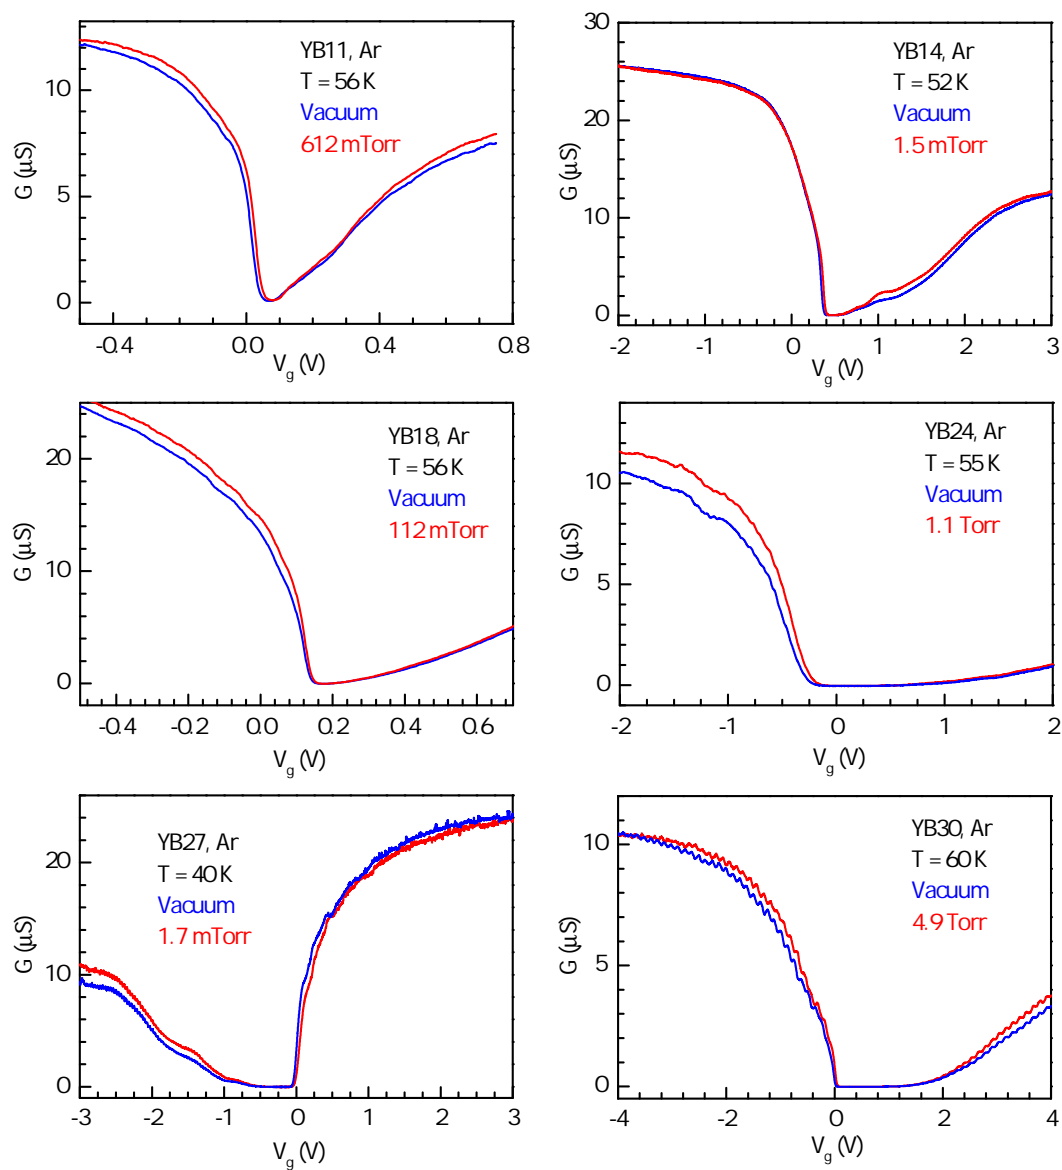 YB11, Ar
T = 56 K
Vacuum
612 mTorr
G (µS)
10
5
0
-0.4
0.0
0.4
0.8
V_g (V)
YB14, Ar
T = 52 K
Vacuum
1.5 mTorr
G (µS)
30
20
10
0
-2
-1
0
1
2
3
V_g (V)
YB18, Ar
T = 56 K
Vacuum
112 mTorr
G (µS)
20
10
0
-0.4
-0.2
0.0
0.2
0.4
0.6
V_g (V)
YB24, Ar
T = 55 K
Vacuum
1.1 Torr
G (µS)
10
5
0
-2
-1
0
1
2
V_g (V)
YB27, Ar
T = 40 K
Vacuum
1.7 mTorr
G (µS)
20
10
0
-3
-2
-1
0
1
2
3
V_g (V)
YB30, Ar
T = 60 K
Vacuum
4.9 Torr
G (µS)
10
5
0
-4
-2
0
2
4
V_g (V)